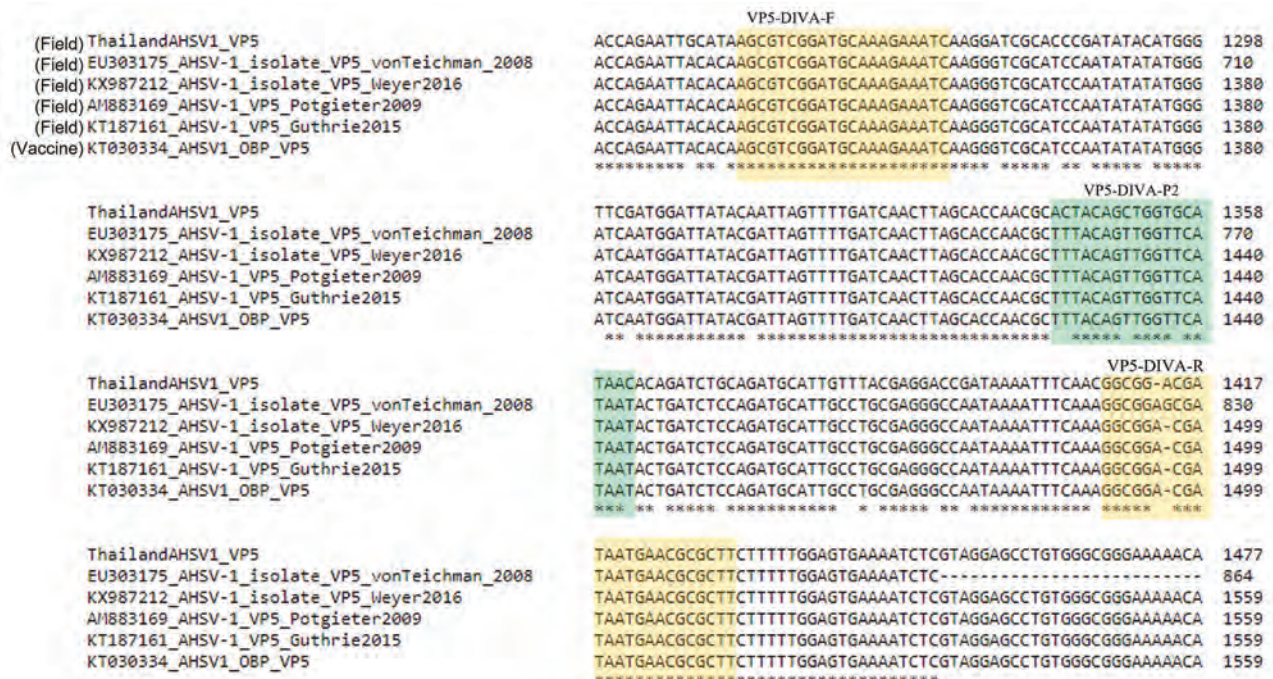 VP5-DIVA-F
(Field) ThailandAHSV1_VP5 ACCAGAATTGCATAAGCGTCGGATGCAAAGAAATCAAGGATCGCACCCGATATACATGGG 1298
(Field) EU303175_AHSV-1_isolate_VP5_vonTeichman_2008 ACCAGAATTACACAAGCGTCGGATGCAAAGAAATCAAGGGTCGCATCCAATATATATGGG 710
(Field) KX987212_AHSV-1_isolate_VP5_Weyer2016 ACCAGAATTACACAAGCGTCGGATGCAAAGAAATCAAGGGTCGCATCCAATATATATGGG 1380
(Field) AM883169_AHSV-1_VP5_Potgieter2009 ACCAGAATTACACAAGCGTCGGATGCAAAGAAATCAAGGGTCGCATCCAATATATATGGG 1380
(Field) KT187161_AHSV-1_VP5_Guthrie2015 ACCAGAATTACACAAGCGTCGGATGCAAAGAAATCAAGGGTCGCATCCAATATATATGGG 1380
(Vaccine) KT030334_AHSV1_OBP_VP5 ACCAGAATTACACAAGCGTCGGATGCAAAGAAATCAAGGGTCGCATCCAATATATATGGG 1380
********* ** ************************** ***** ** ***** *****
VP5-DIVA-P2
ThailandAHSV1_VP5 TTCGATGGATTATACAATTAGTTTTGATCAACTTAGCACCAACGCACTACAGCTGGTGCA 1358
EU303175_AHSV-1_isolate_VP5_vonTeichman_2008 ATCAATGGATTATACGATTAGTTTTGATCAACTTAGCACCAACGCTTTACAGTTGGTTCA 770
KX987212_AHSV-1_isolate_VP5_Weyer2016 ATCAATGGATTATACGATTAGTTTTGATCAACTTAGCACCAACGCTTTACAGTTGGTTCA 1440
AM883169_AHSV-1_VP5_Potgieter2009 ATCAATGGATTATACGATTAGTTTTGATCAACTTAGCACCAACGCTTTACAGTTGGTTCA 1440
KT187161_AHSV-1_VP5_Guthrie2015 ATCAATGGATTATACGATTAGTTTTGATCAACTTAGCACCAACGCTTTACAGTTGGTTCA 1440
KT030334_AHSV1_OBP_VP5 ATCAATGGATTATACGATTAGTTTTGATCAACTTAGCACCAACGCTTTACAGTTGGTTCA 1440
** *********** ***************************** ***** **** **
VP5-DIVA-R
ThailandAHSV1_VP5 TAACACAGATCTGCAGATGCATTGTTTACGAGGACCGATAAAATTTCAACGGCGG-ACGA 1417
EU303175_AHSV-1_isolate_VP5_vonTeichman_2008 TAATACTGATCTCCAGATGCATTGCCTGCGAGGGCCAATAAAATTTCAAAGGCGGAGCGA 830
KX987212_AHSV-1_isolate_VP5_Weyer2016 TAATACTGATCTCCAGATGCATTGCCTGCGAGGGCCAATAAAATTTCAAAGGCGGA-CGA 1499
AM883169_AHSV-1_VP5_Potgieter2009 TAATACTGATCTCCAGATGCATTGCCTGCGAGGGCCAATAAAATTTCAAAGGCGGA-CGA 1499
KT187161_AHSV-1_VP5_Guthrie2015 TAATACTGATCTCCAGATGCATTGCCTGCGAGGGCCAATAAAATTTCAAAGGCGGA-CGA 1499
KT030334_AHSV1_OBP_VP5 TAATACTGATCTCCAGATGCATTGCCTGCGAGGGCCAATAAAATTTCAAAGGCGGA-CGA 1499
*** ** ***** *********** * ***** ** ************ ***** ***
ThailandAHSV1_VP5 TAATGAACGCGCTTCTTTTTGGAGTGAAAATCTCGTAGGAGCCTGTGGGCGGGAAAAACA 1477
EU303175_AHSV-1_isolate_VP5_vonTeichman_2008 TAATGAACGCGCTTCTTTTTGGAGTGAAAATCTC-------------------------- 864
KX987212_AHSV-1_isolate_VP5_Weyer2016 TAATGAACGCGCTTCTTTTTGGAGTGAAAATCTCGTAGGAGCCTGTGGGCGGGAAAAACA 1559
AM883169_AHSV-1_VP5_Potgieter2009 TAATGAACGCGCTTCTTTTTGGAGTGAAAATCTCGTAGGAGCCTGTGGGCGGGAAAAACA 1559
KT187161_AHSV-1_VP5_Guthrie2015 TAATGAACGCGCTTCTTTTTGGAGTGAAAATCTCGTAGGAGCCTGTGGGCGGGAAAAACA 1559
KT030334_AHSV1_OBP_VP5 TAATGAACGCGCTTCTTTTTGGAGTGAAAATCTCGTAGGAGCCTGTGGGCGGGAAAAACA 1559
**********************************